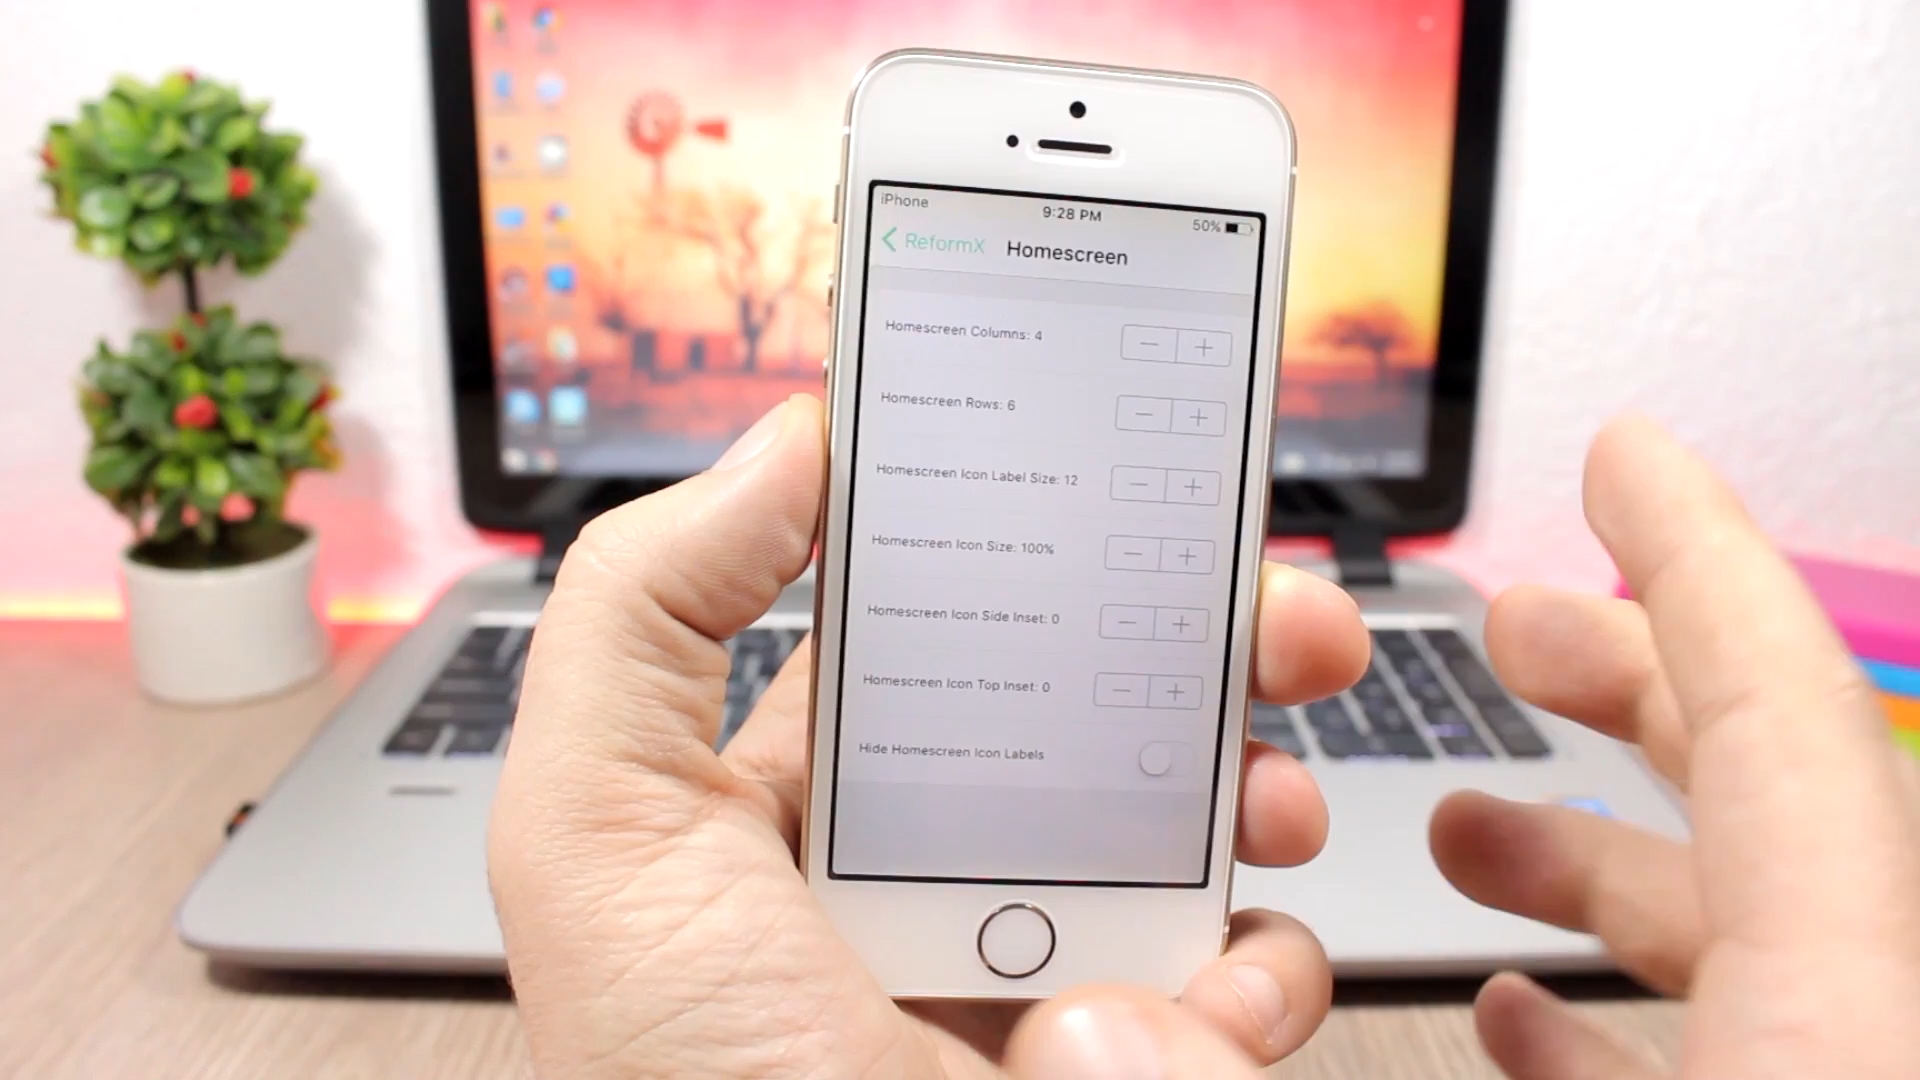 iPhone
9:28 PM
50%
ReformX
Homescreen
Homescreen Columns: 4
Homescreen Rows: 6
Homescreen Icon Label Size: 12
Homescreen Icon Size: 100%
Homescreen Icon Side Inset: 0
Homescreen Icon Top Inset: 0
Hide Homescreen Icon Labels